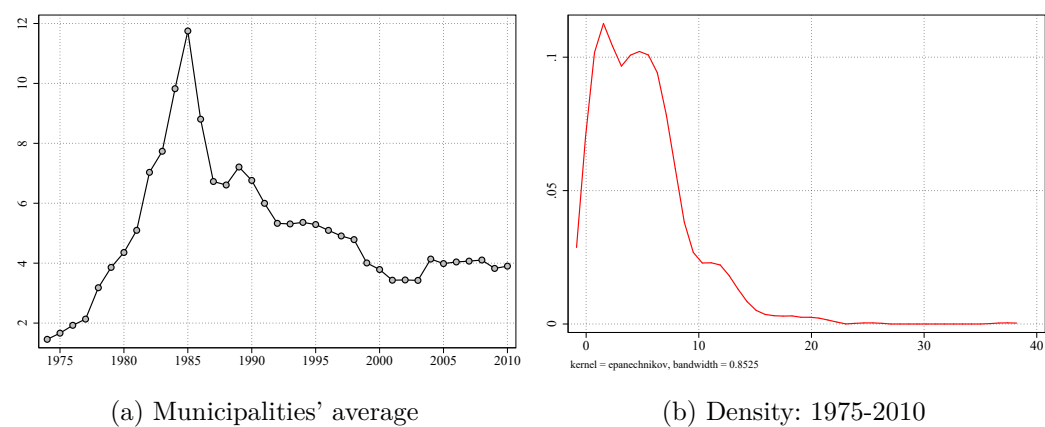 12
10
8
6
4
2
1975 1980 1985 1990 1995 2000 2005 2010
(a) Municipalities' average
.1
.05
0
0 10 20 30 40
kernel = epanechnikov, bandwidth = 0.8525
(b) Density: 1975-2010